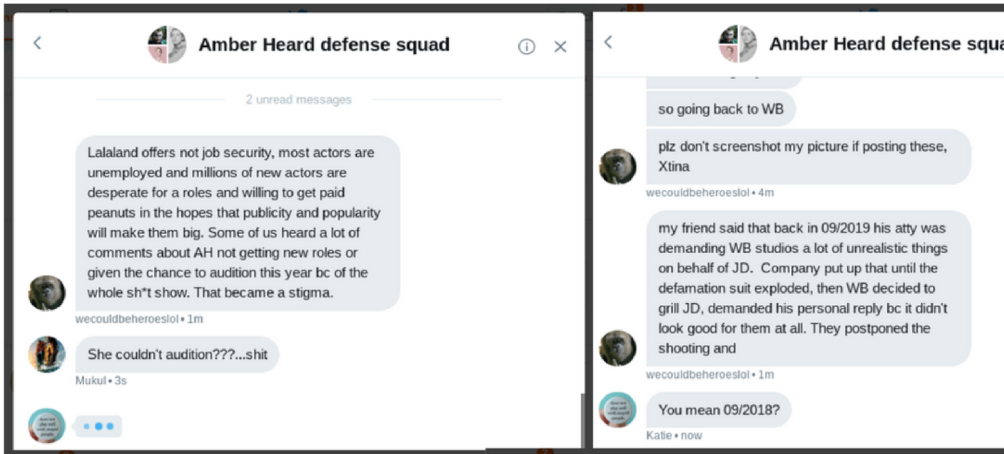 Amber Heard defense squad
2 unread messages
Lalaland offers not job security, most actors are
unemployed and millions of new actors are
desperate for a roles and willing to get paid
peanuts in the hopes that publicity and popularity
will make them big. Some of us heard a lot of
comments about AH not getting new roles or
given the chance to audition this year bc of the
whole sh*t show. That became a stigma.
wecouldbeheroeslol • 1m
She couldn't audition???...shit
Mukul • 3s
Amber Heard defense squa
so going back to WB
plz don't screenshot my picture if posting these,
Xtina
wecouldbeheroeslol • 4m
my friend said that back in 09/2019 his atty was
demanding WB studios a lot of unrealistic things
on behalf of JD. Company put up that until the
defamation suit exploded, then WB decided to
grill JD, demanded his personal reply bc it didn't
look good for them at all. They postponed the
shooting and
wecouldbeheroeslol • 1m
You mean 09/2018?
Katie • now